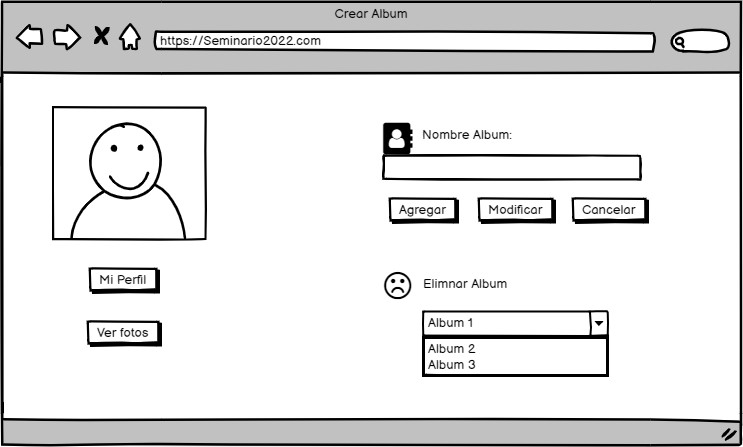 Crear Album
https://Seminario2022.com
Nombre Album:
Agregar
Modificar
Cancelar
Mi Perfil
Ver fotos
Elimnar Album
Album 1
Album 2
Album 3